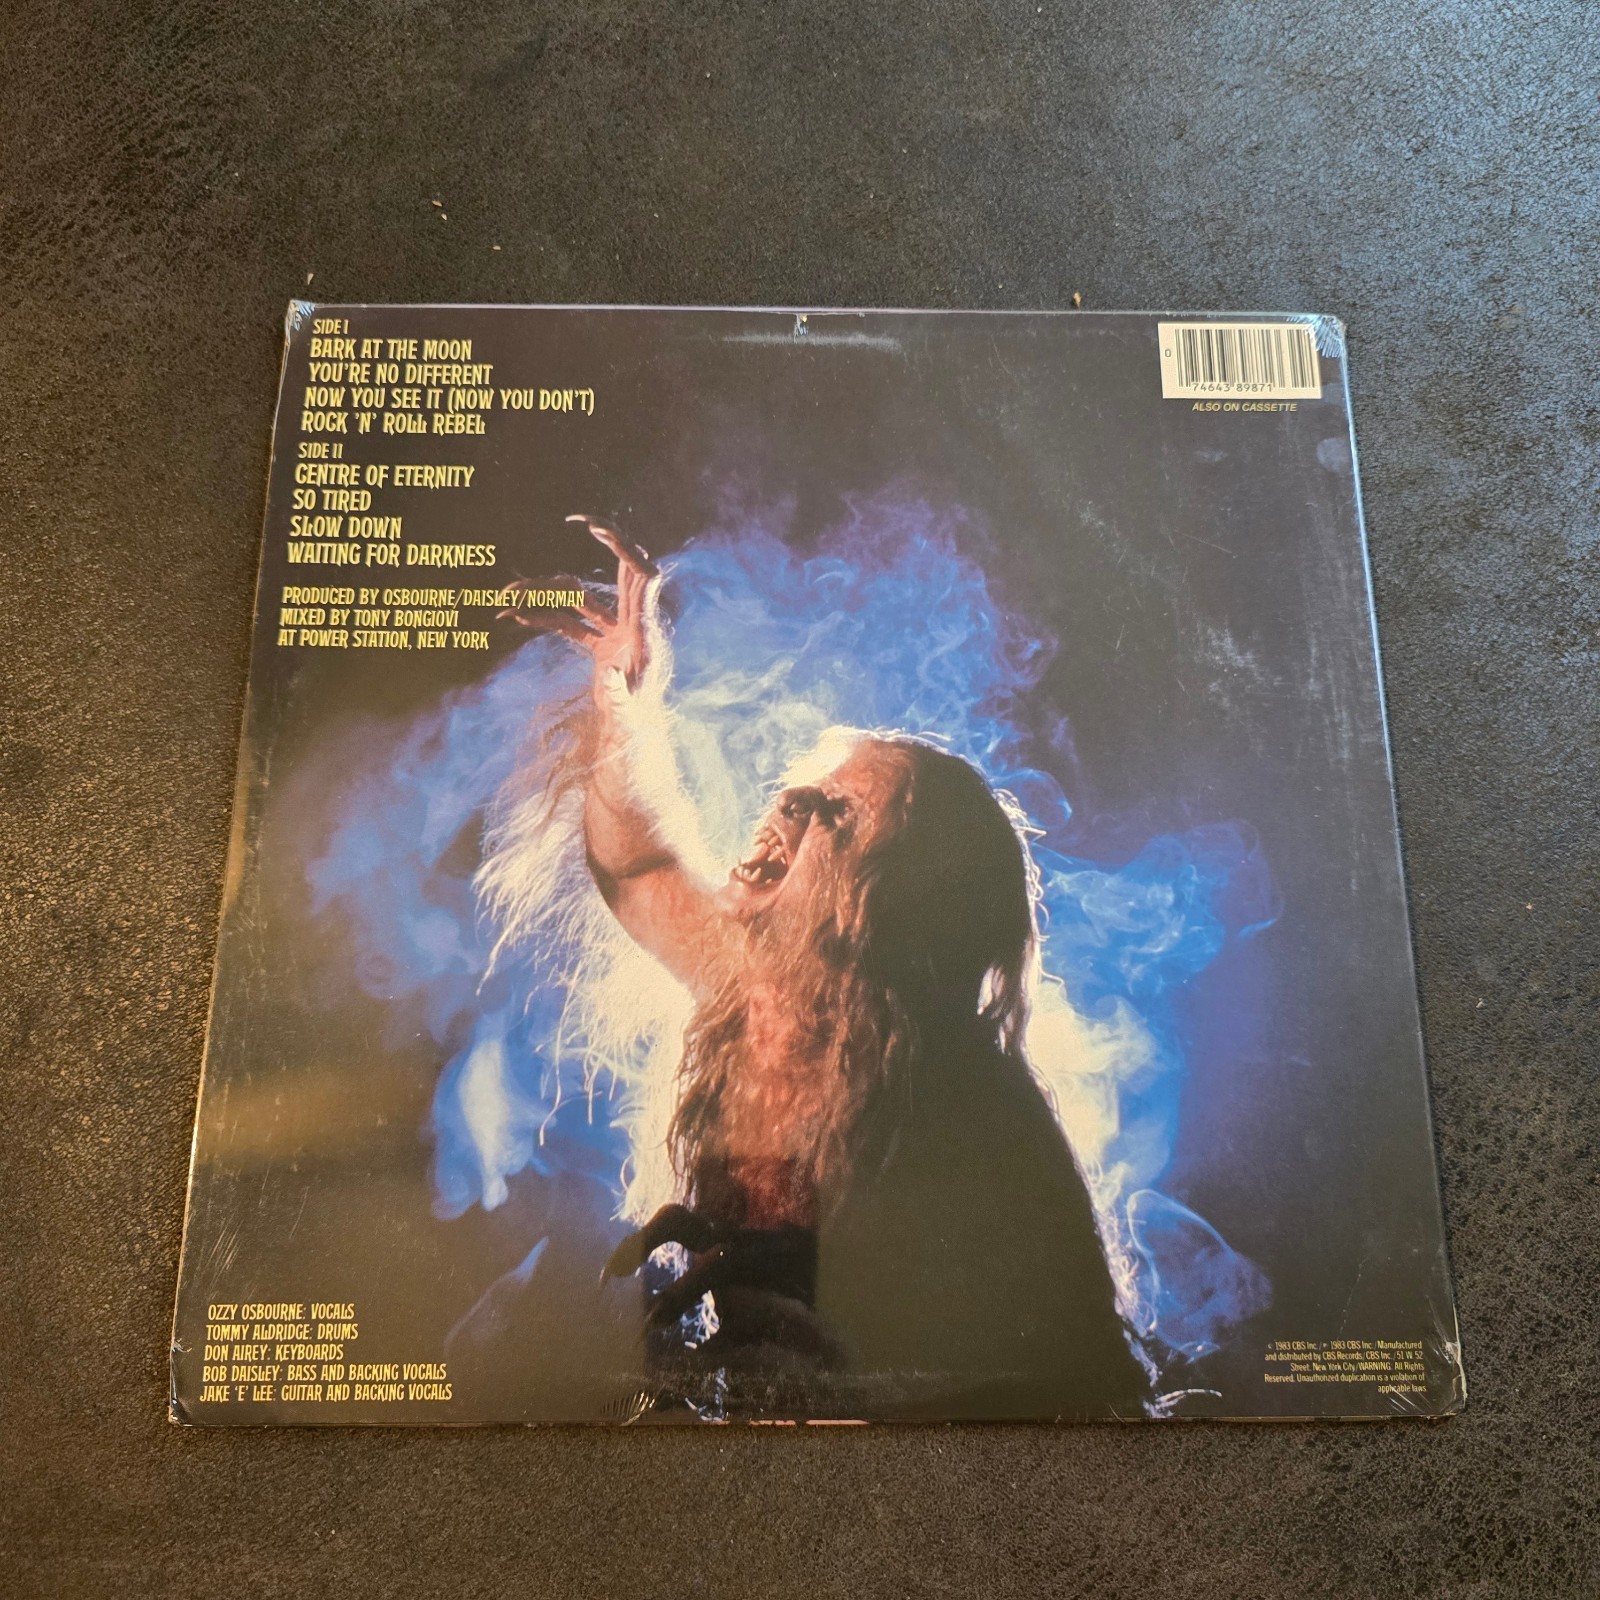 SIDE I
BARK AT THE MOON
YOU'RE NO DIFFERENT
NOW YOU SEE IT (NOW YOU DON'T)
ROCK 'N' ROLL REBEL
SIDE II
CENTRE OF ETERNITY
SO TIRED
SLOW DOWN
WAITING FOR DARKNESS
PRODUCED BY OSBOURNE/DAISLEY/NORMAN
MIXED BY TONY BONGIOVI
AT POWER STATION, NEW YORK
0
74643 89871
ALSO ON CASSETTE
OZZY OSBOURNE: VOCALS
TOMMY ALDRIDGE: DRUMS
DON AIREY: KEYBOARDS
BOB DAISLEY: BASS AND BACKING VOCALS
JAKE 'E' LEE: GUITAR AND BACKING VOCALS
© 1983 CBS Inc./℗ 1983 CBS Inc./Manufactured
and distributed by CBS Records/CBS Inc./51 W. 52
Street, New York City/WARNING: All Rights
Reserved. Unauthorized duplication is a violation of
applicable laws